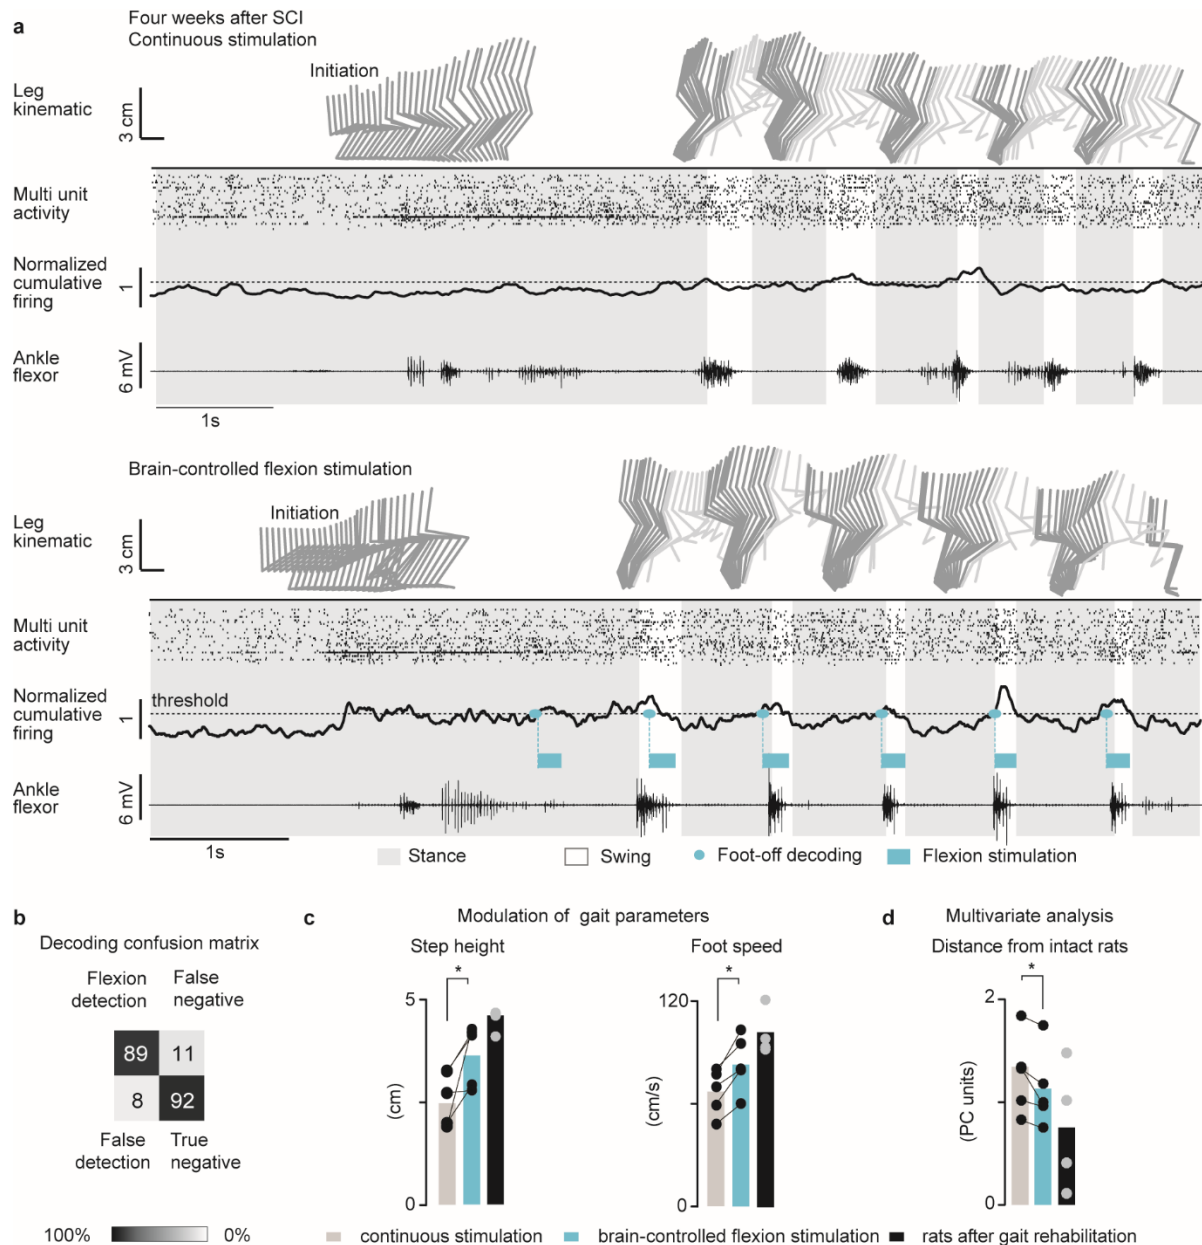 a
Four weeks after SCI
Continuous stimulation
Initiation
Leg
kinematic
3 cm
Multi unit
activity
Normalized
cumulative
firing
1
Ankle
flexor
6 mV
1s
Brain-controlled flexion stimulation
Initiation
Leg
kinematic
3 cm
Multi unit
activity
Normalized
cumulative
firing
1
threshold
Ankle
flexor
6 mV
1s
Stance
Swing
Foot-off decoding
Flexion stimulation
b
Decoding confusion matrix
Flexion
detection
False
negative
89
11
8
92
False
detection
True
negative
100%
0%
c
Modulation of gait parameters
Step height
*
5
(cm)
0
Foot speed
*
120
(cm/s)
0
d
Multivariate analysis
Distance from intact rats
*
2
(PC units)
0
continuous stimulation
brain-controlled flexion stimulation
rats after gait rehabilitation